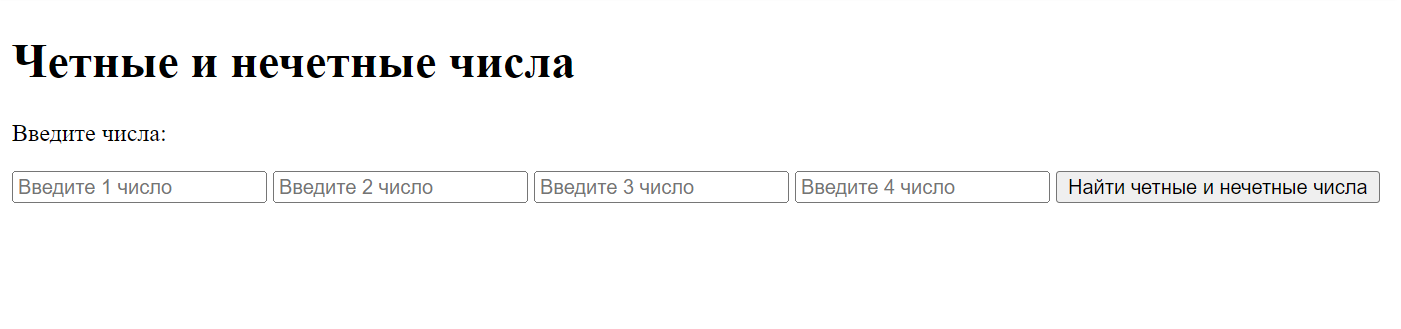 Четные и нечетные числа
Введите числа:
Введите 1 число Введите 2 число Введите 3 число Введите 4 число Найти четные и нечетные числа